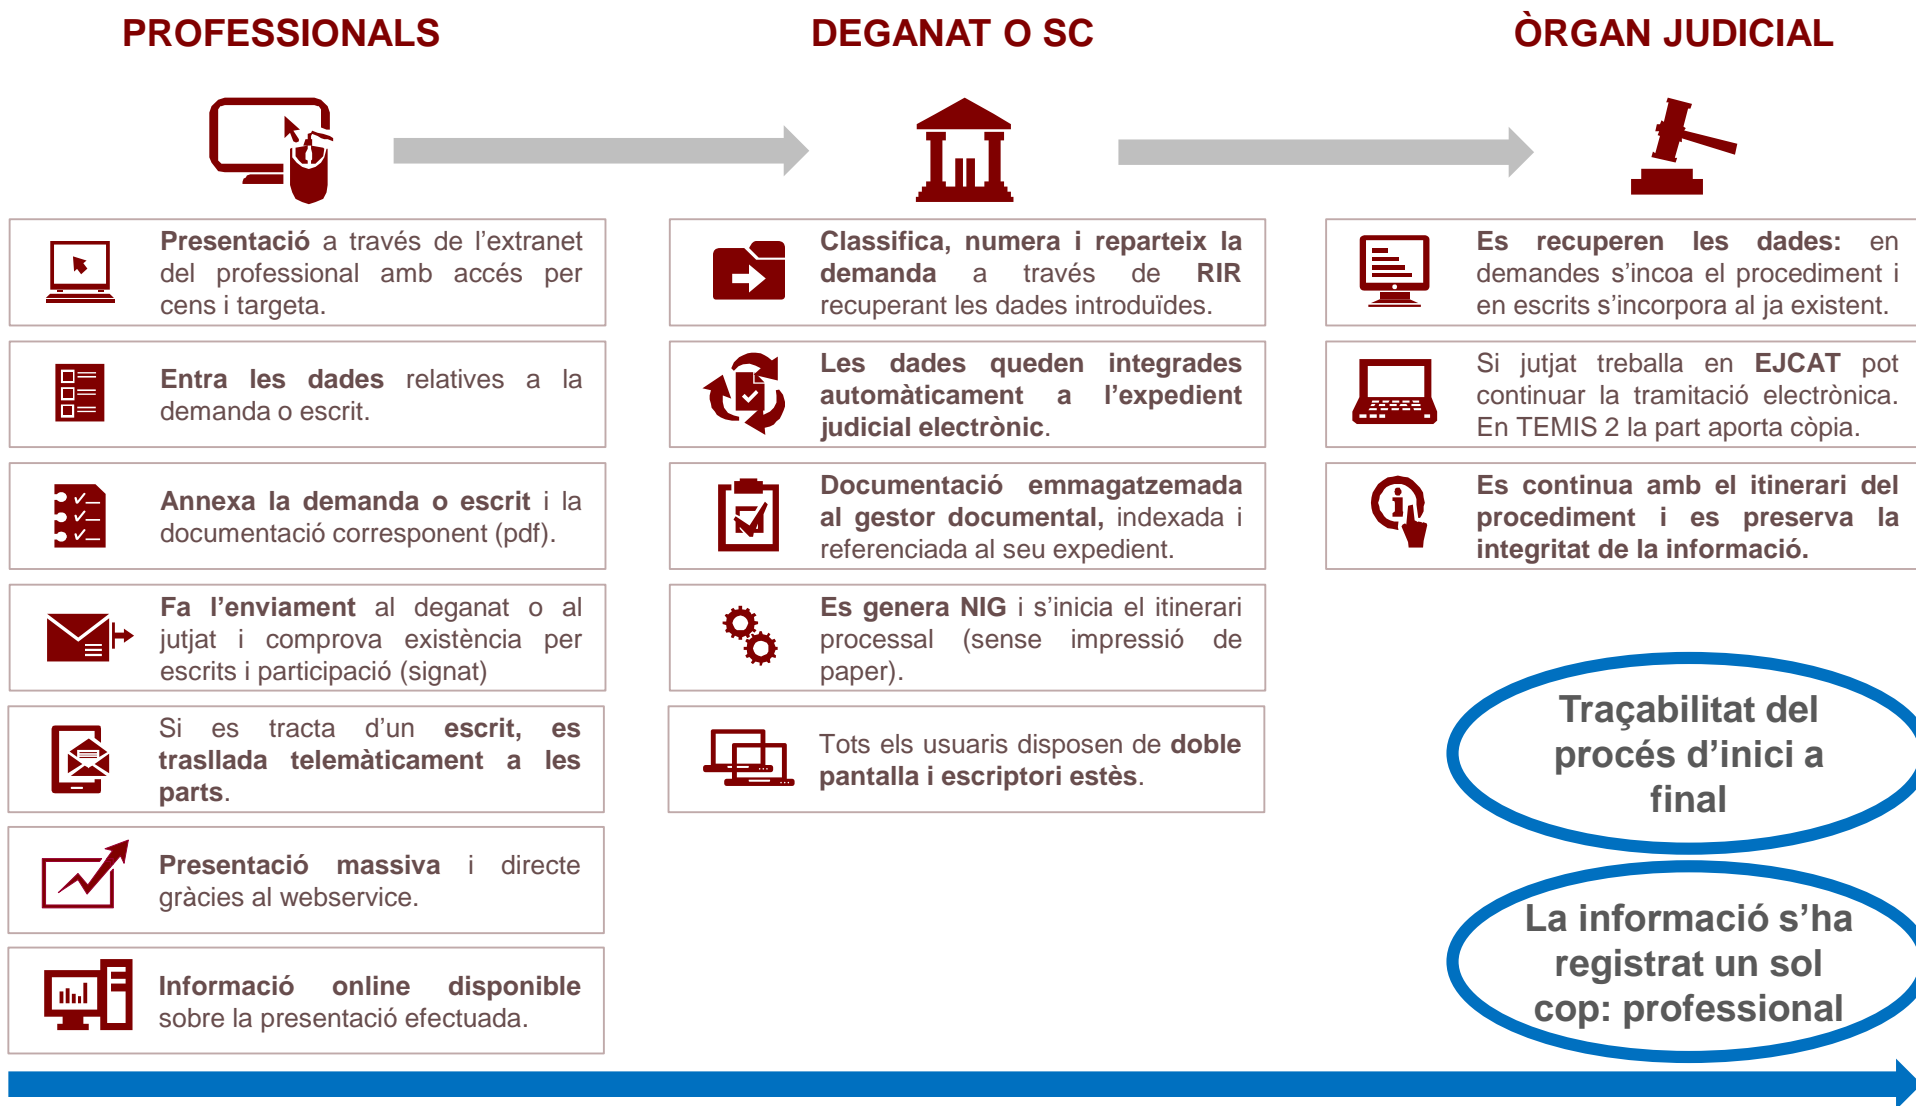 PROFESSIONALS
DEGANAT O SC
ÒRGAN JUDICIAL
Presentació a través de l’extranet
del professional amb accés per
cens i targeta.
Entra les dades relatives a la
demanda o escrit.
Annexa la demanda o escrit i la
documentació corresponent (pdf).
Fa l’enviament al deganat o al
jutjat i comprova existència per
escrits i participació (signat)
Si es tracta d’un escrit, es
trasllada telemàticament a les
parts.
Presentació massiva i directe
gràcies al webservice.
Informació online disponible
sobre la presentació efectuada.
Classifica, numera i reparteix la
demanda a través de RIR
recuperant les dades introduïdes.
Les dades queden integrades
automàticament a l’expedient
judicial electrònic.
Documentació emmagatzemada
al gestor documental, indexada i
referenciada al seu expedient.
Es genera NIG i s’inicia el itinerari
processal (sense impressió de
paper).
Tots els usuaris disposen de doble
pantalla i escriptori estès.
Es recuperen les dades: en
demandes s’incoa el procediment i
en escrits s’incorpora al ja existent.
Si jutjat treballa en EJCAT pot
continuar la tramitació electrònica.
En TEMIS 2 la part aporta còpia.
Es continua amb el itinerari del
procediment i es preserva la
integritat de la informació.
Traçabilitat del
procés d’inici a
final
La informació s’ha
registrat un sol
cop: professional